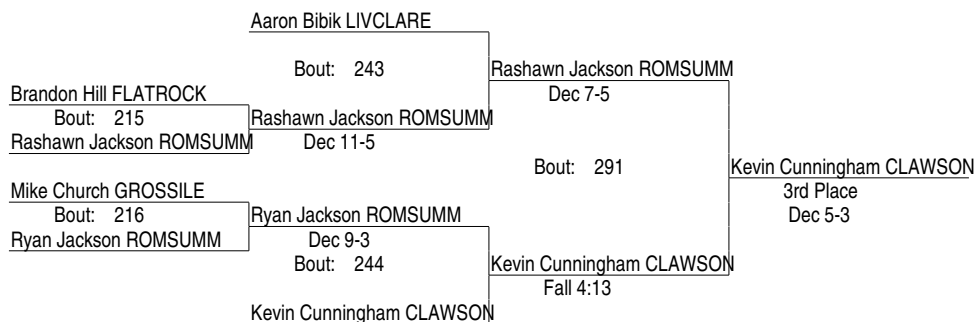 Aaron Bibik LIVCLARE
Bout: 243
Rashawn Jackson ROMSUMM
Dec 7-5
Brandon Hill FLATROCK
Bout: 215
Rashawn Jackson ROMSUMM
Rashawn Jackson ROMSUMM
Dec 11-5
Bout: 291
Kevin Cunningham CLAWSON
3rd Place
Dec 5-3
Mike Church GROSSILE
Bout: 216
Ryan Jackson ROMSUMM
Ryan Jackson ROMSUMM
Dec 9-3
Bout: 244
Kevin Cunningham CLAWSON
Fall 4:13
Kevin Cunningham CLAWSON